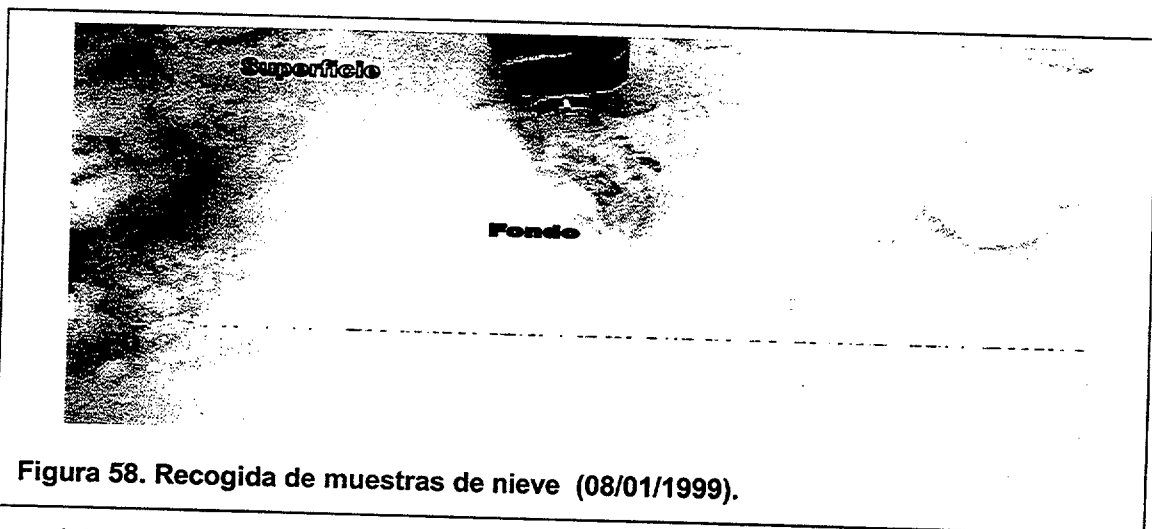 Superficie
Fondo
Figura 58. Recogida de muestras de nieve (08/01/1999).